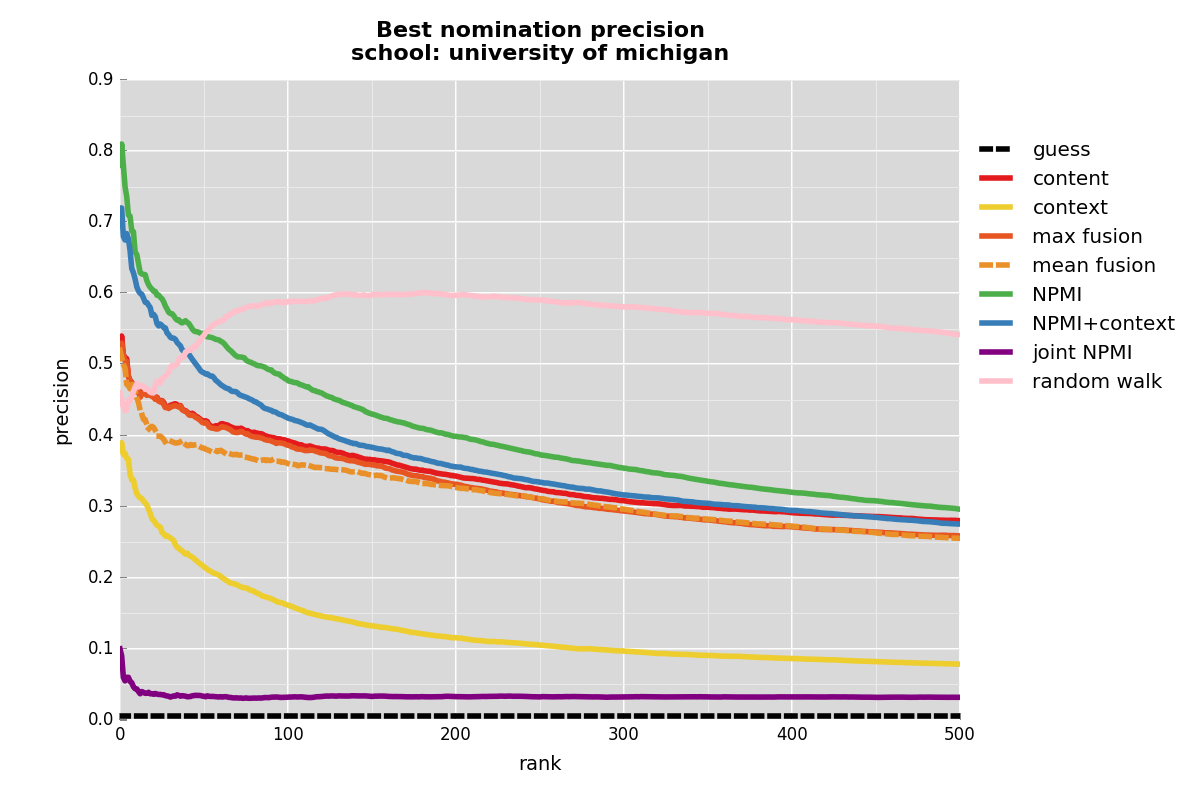 Best nomination precision
school: university of michigan
precision
0.9
0.8
0.7
0.6
0.5
0.4
0.3
0.2
0.1
0.0
0 100 200 300 400 500
rank
guess
content
context
max fusion
mean fusion
NPMI
NPMI+context
joint NPMI
random walk